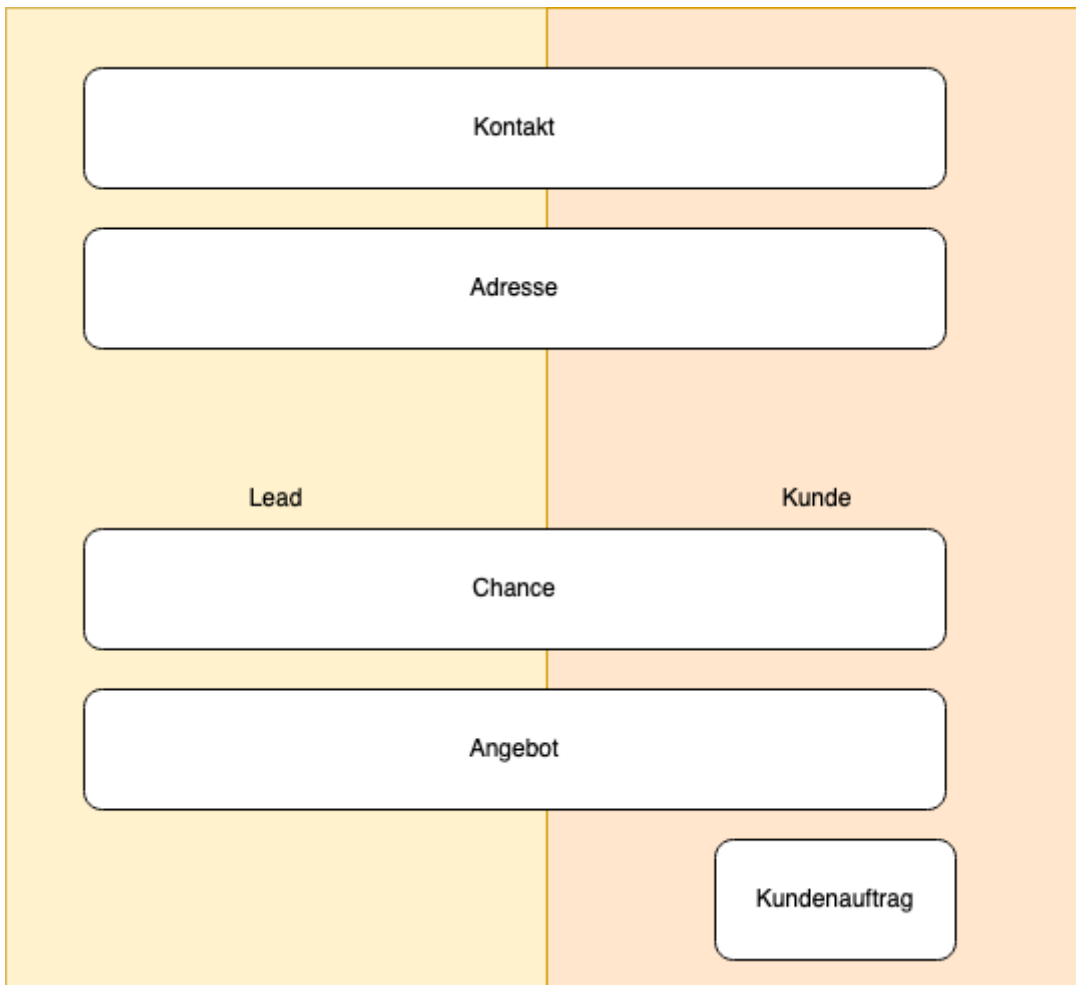 Kontakt
Adresse
Lead
Kunde
Chance
Angebot
Kundenauftrag